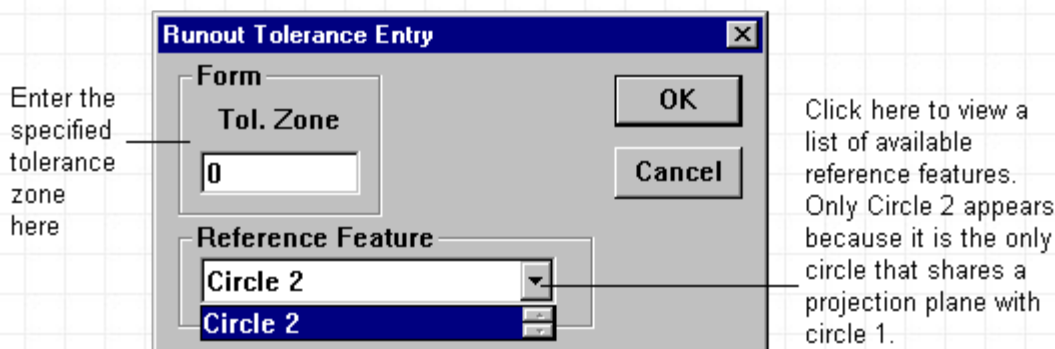 Runout Tolerance Entry
Enter the
specified
tolerance
zone
here
Form
Tol. Zone
0
OK
Cancel
Reference Feature
Circle 2
Circle 2
Click here to view a
list of available
reference features.
Only Circle 2 appears
because it is the only
circle that shares a
projection plane with
circle 1.